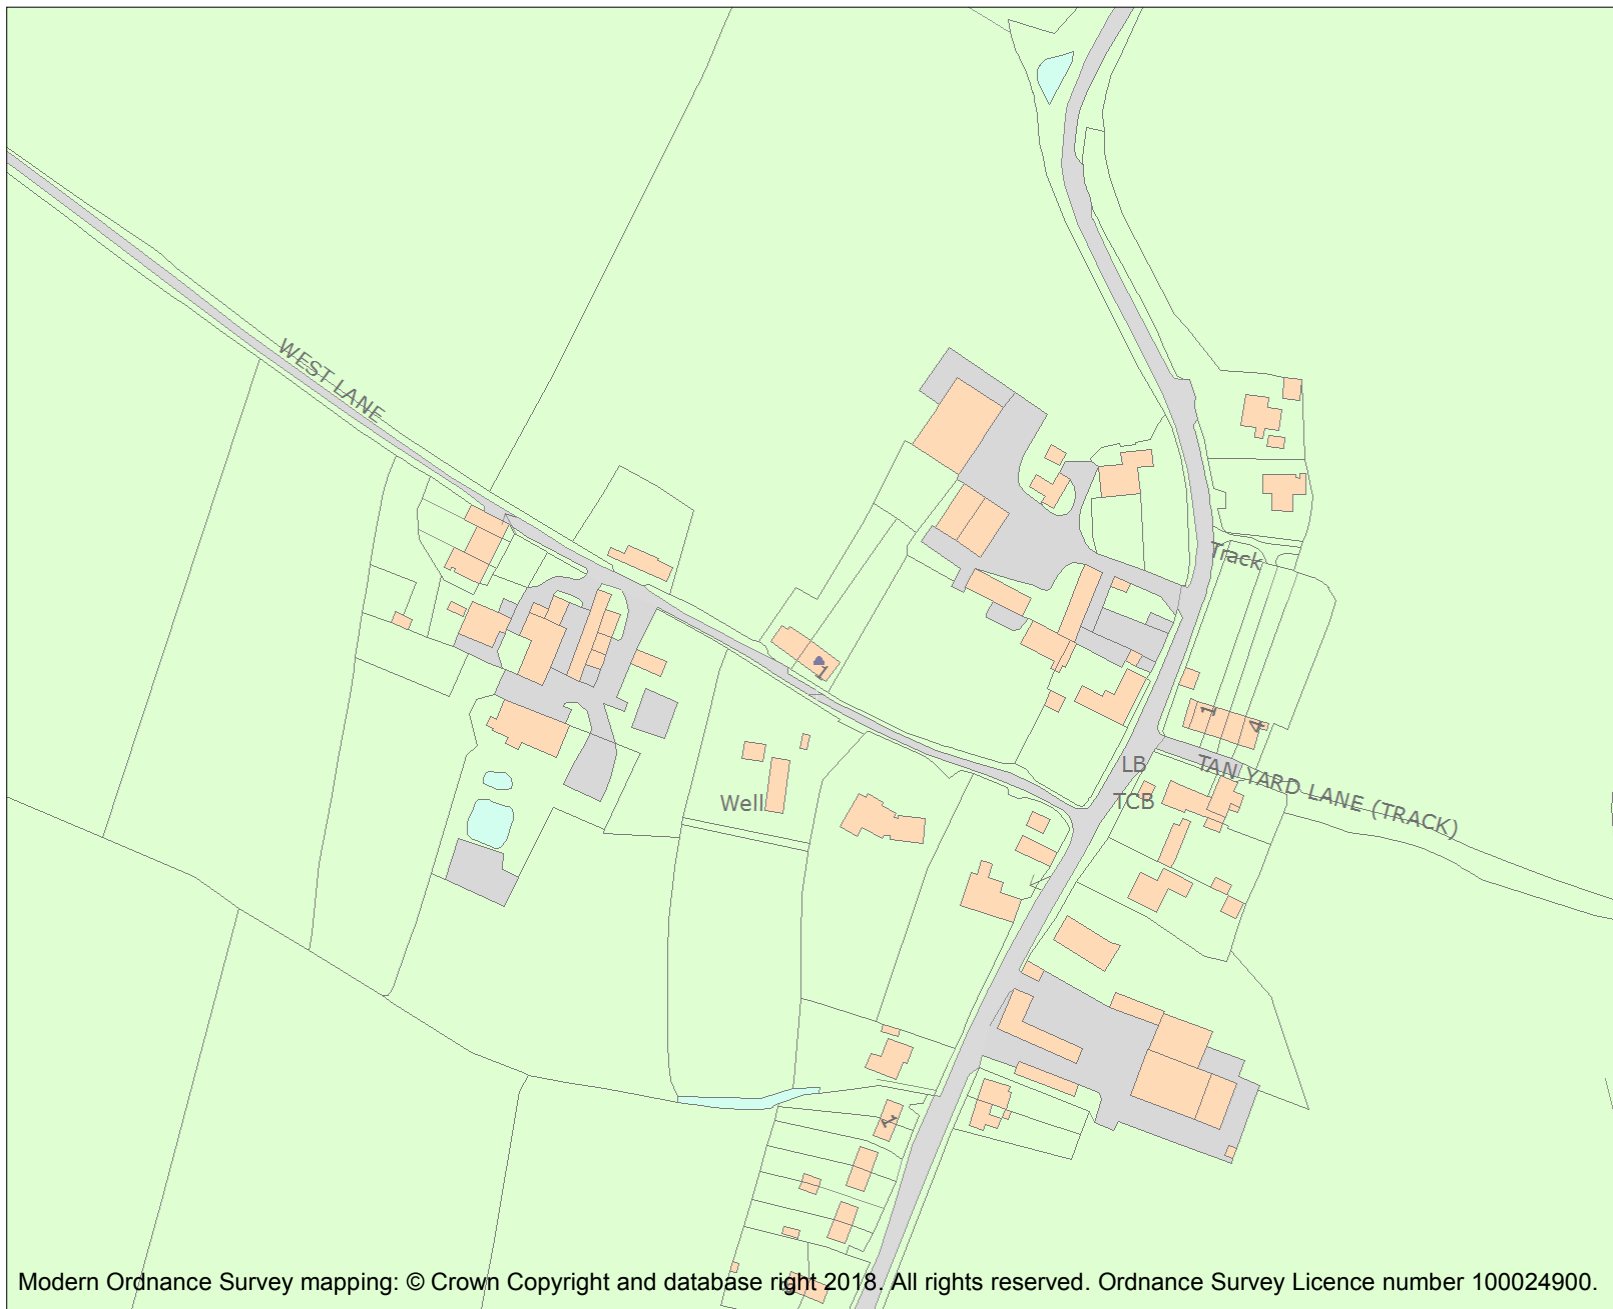 WEST LANE
Track
1
1
4
LB
TAN YARD LANE (TRACK)
TCB
Well
1
Modern Ordnance Survey mapping: © Crown Copyright and database right 2018. All rights reserved. Ordnance Survey Licence number 100024900.